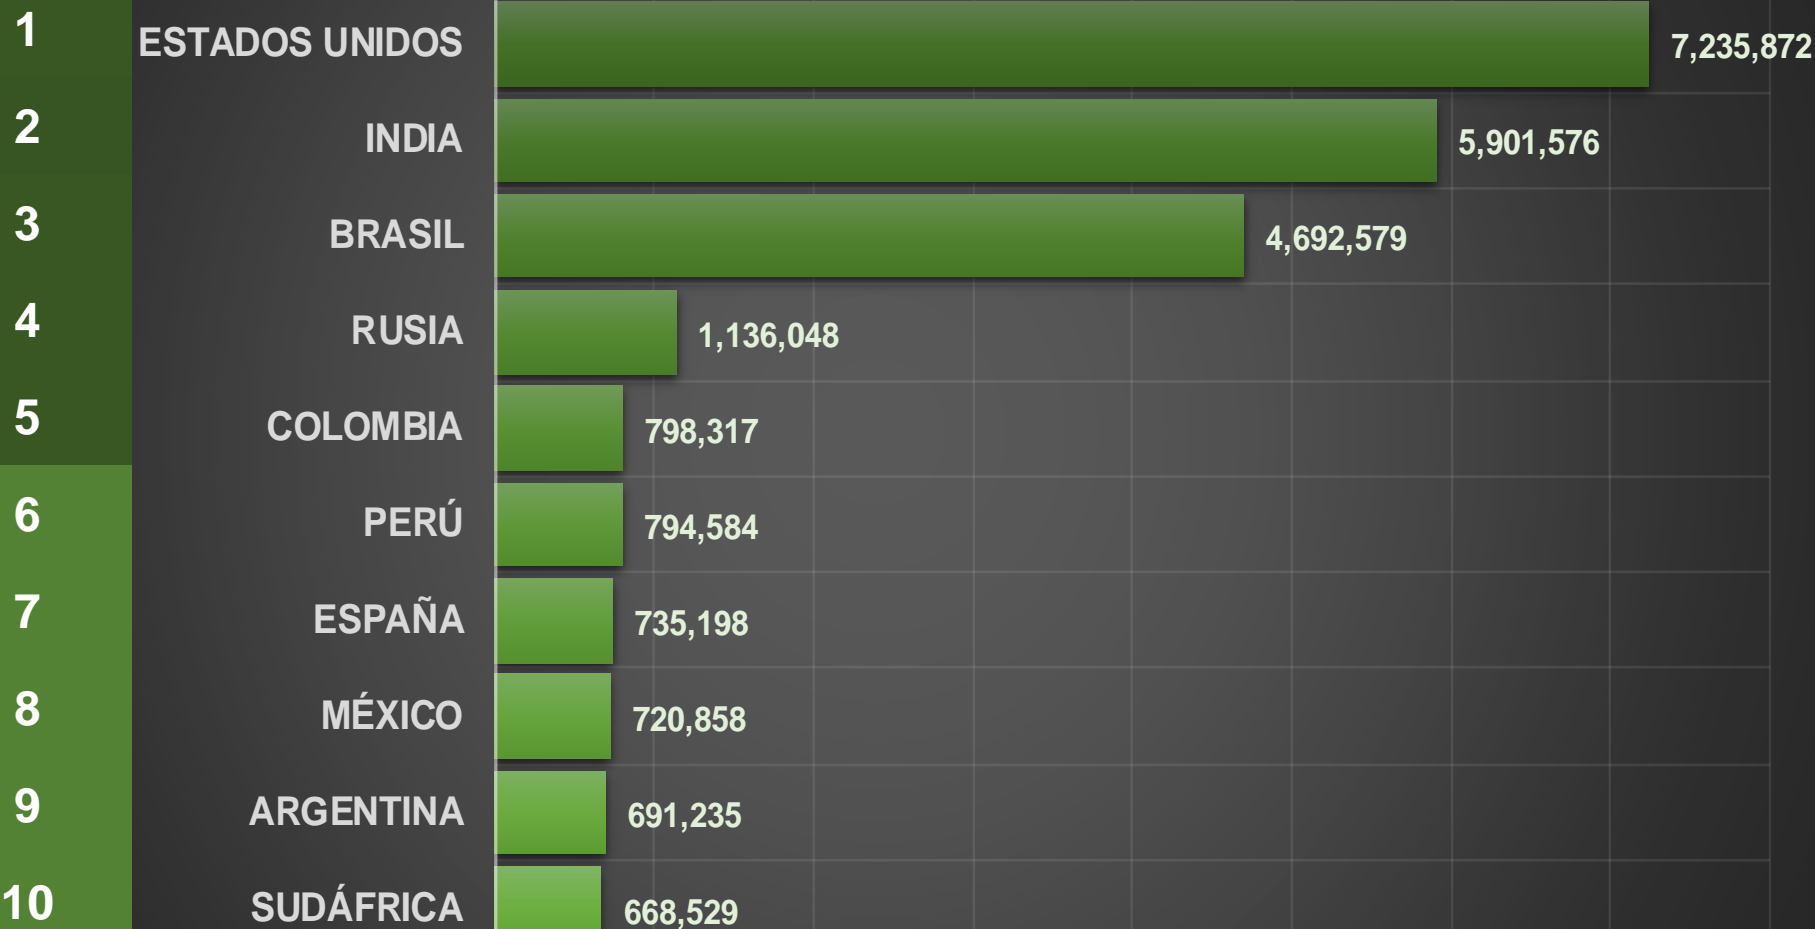 1 ESTADOS UNIDOS 7,235,872
2 INDIA 5,901,576
3 BRASIL 4,692,579
4 RUSIA 1,136,048
5 COLOMBIA 798,317
6 PERÚ 794,584
7 ESPAÑA 735,198
8 MÉXICO 720,858
9 ARGENTINA 691,235
10 SUDÁFRICA 668,529